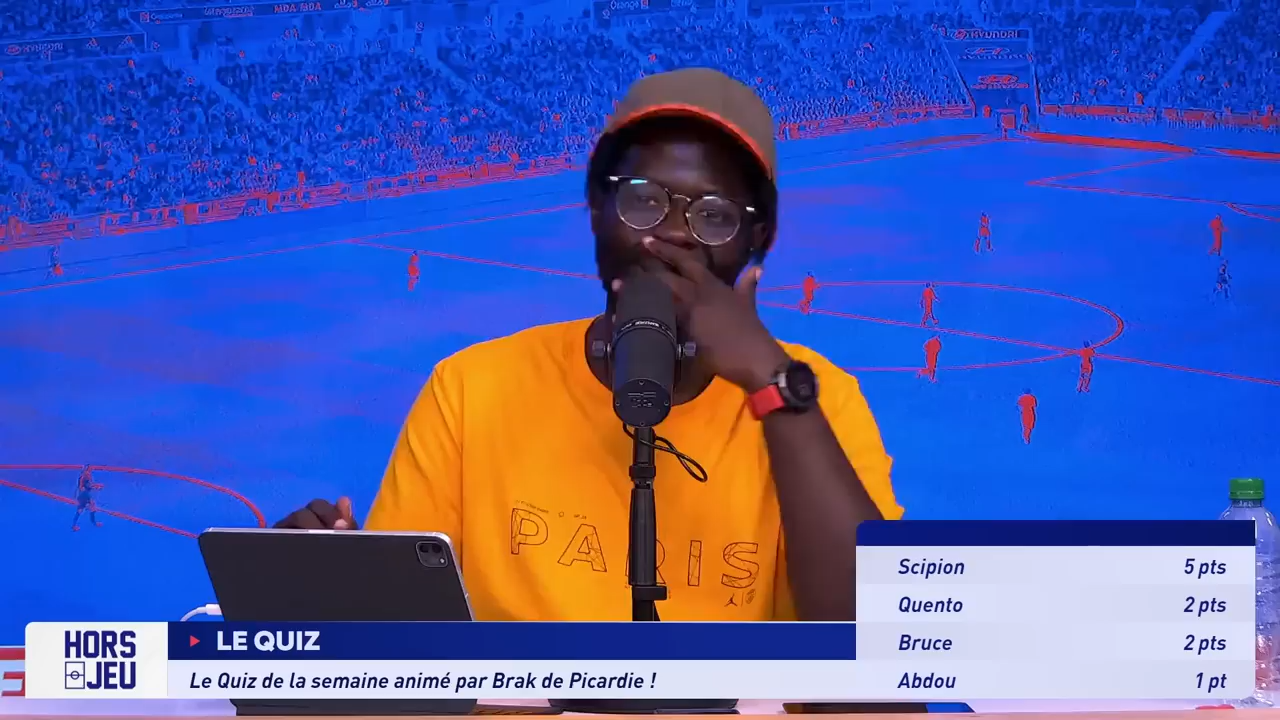 HYUNDAI
PARIS
HORS
JEU
LE QUIZ
Le Quiz de la semaine animé par Brak de Picardie !
Scipion 5 pts
Quento 2 pts
Bruce 2 pts
Abdou 1 pt